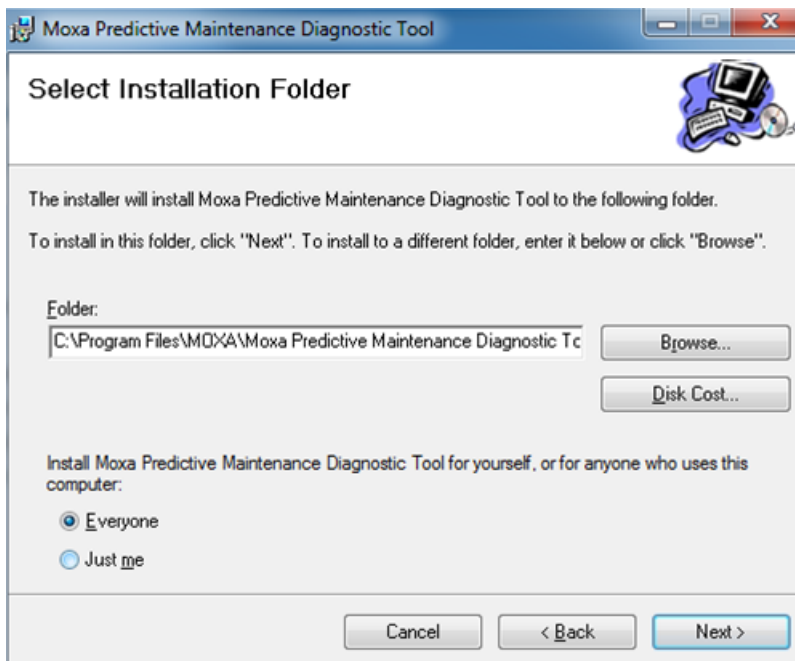 Moxa Predictive Maintenance Diagnostic Tool
Select Installation Folder
The installer will install Moxa Predictive Maintenance Diagnostic Tool to the following folder.
To install in this folder, click "Next". To install to a different folder, enter it below or click "Browse".
Folder:
C:\Program Files\MOXA\Moxa Predictive Maintenance Diagnostic Tc
Browse...
Disk Cost...
Install Moxa Predictive Maintenance Diagnostic Tool for yourself, or for anyone who uses this
computer:
Everyone
Just me
Cancel
< Back
Next >